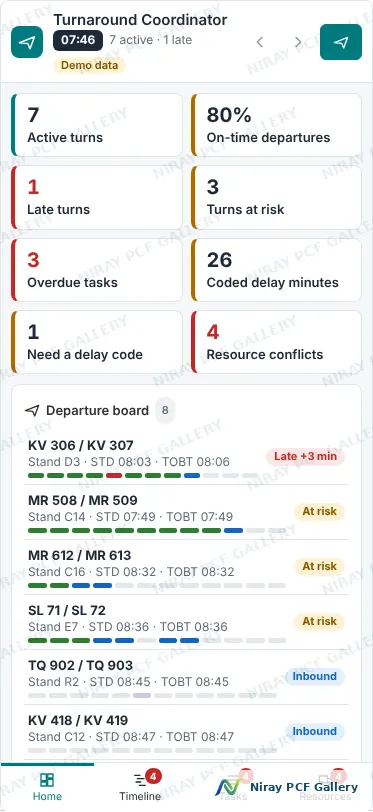 Turnaround Coordinator
07:46 7 active · 1 late
Demo data
7
Active turns
80%
On-time departures
1
Late turns
3
Turns at risk
3
Overdue tasks
26
Coded delay minutes
1
Need a delay code
4
Resource conflicts
Departure board 8
KV 306 / KV 307
Stand D3 · STD 08:03 · TOBT 08:06
Late +3 min
MR 508 / MR 509
Stand C14 · STD 07:49 · TOBT 07:49
At risk
MR 612 / MR 613
Stand C16 · STD 08:32 · TOBT 08:32
At risk
SL 71 / SL 72
Stand E7 · STD 08:36 · TOBT 08:36
At risk
TQ 902 / TQ 903
Stand R2 · STD 08:45 · TOBT 08:45
Inbound
KV 418 / KV 419
Stand C12 · STD 08:47 · TOBT 08:47
Inbound
4 4 4
Home Timeline Tasks Resources
Niray PCF Gallery
NIRAY PCF GALLERY